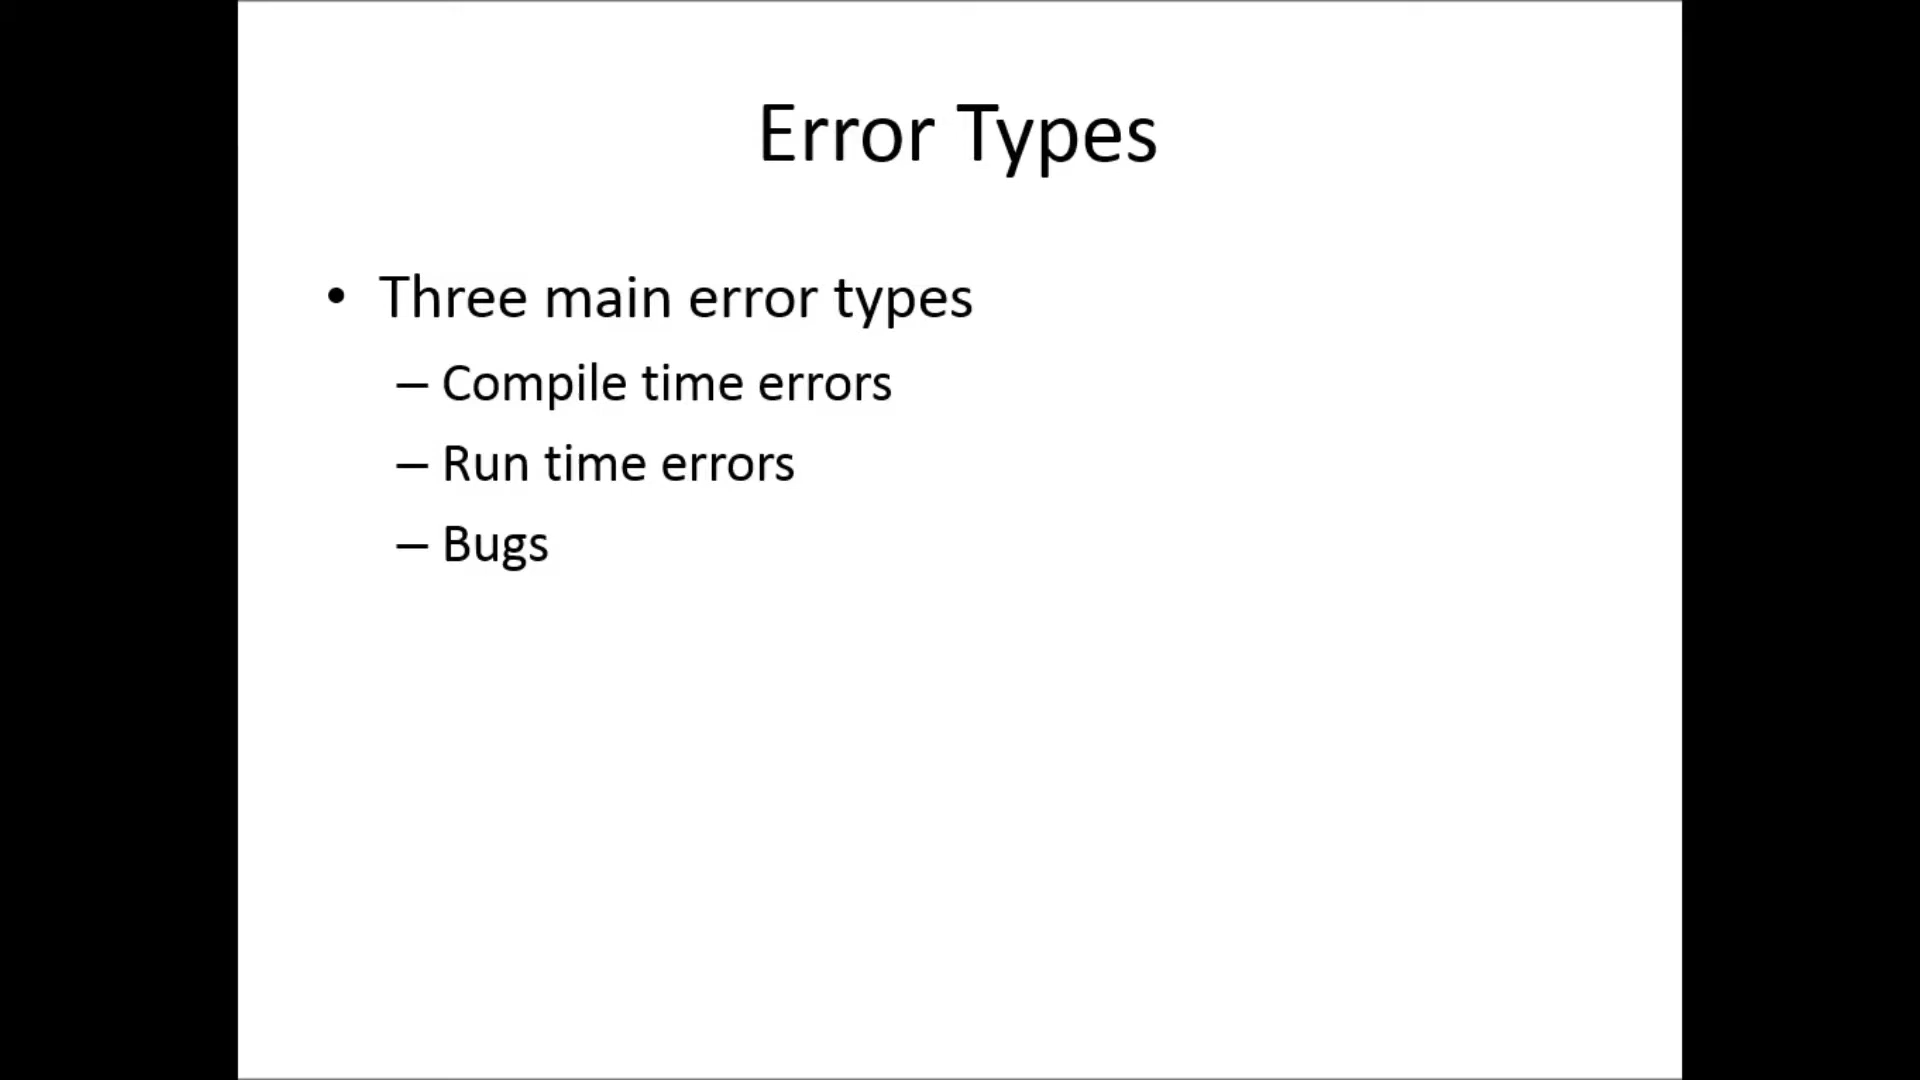 Error Types
• Three main error types
– Compile time errors
– Run time errors
– Bugs